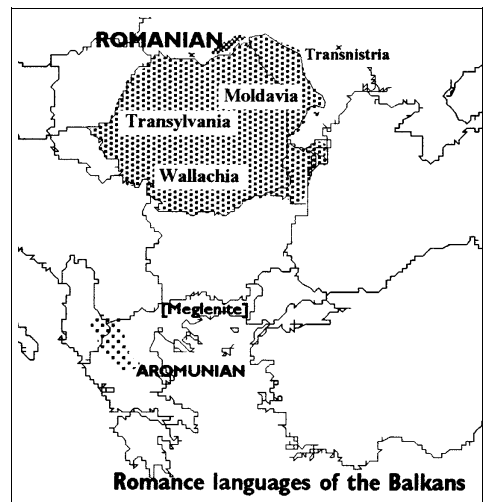 ROMANIAN
Transnistria
Moldavia
Transylvania
Wallachia
[Meglenite]
AROMUNIAN
Romance languages of the Balkans